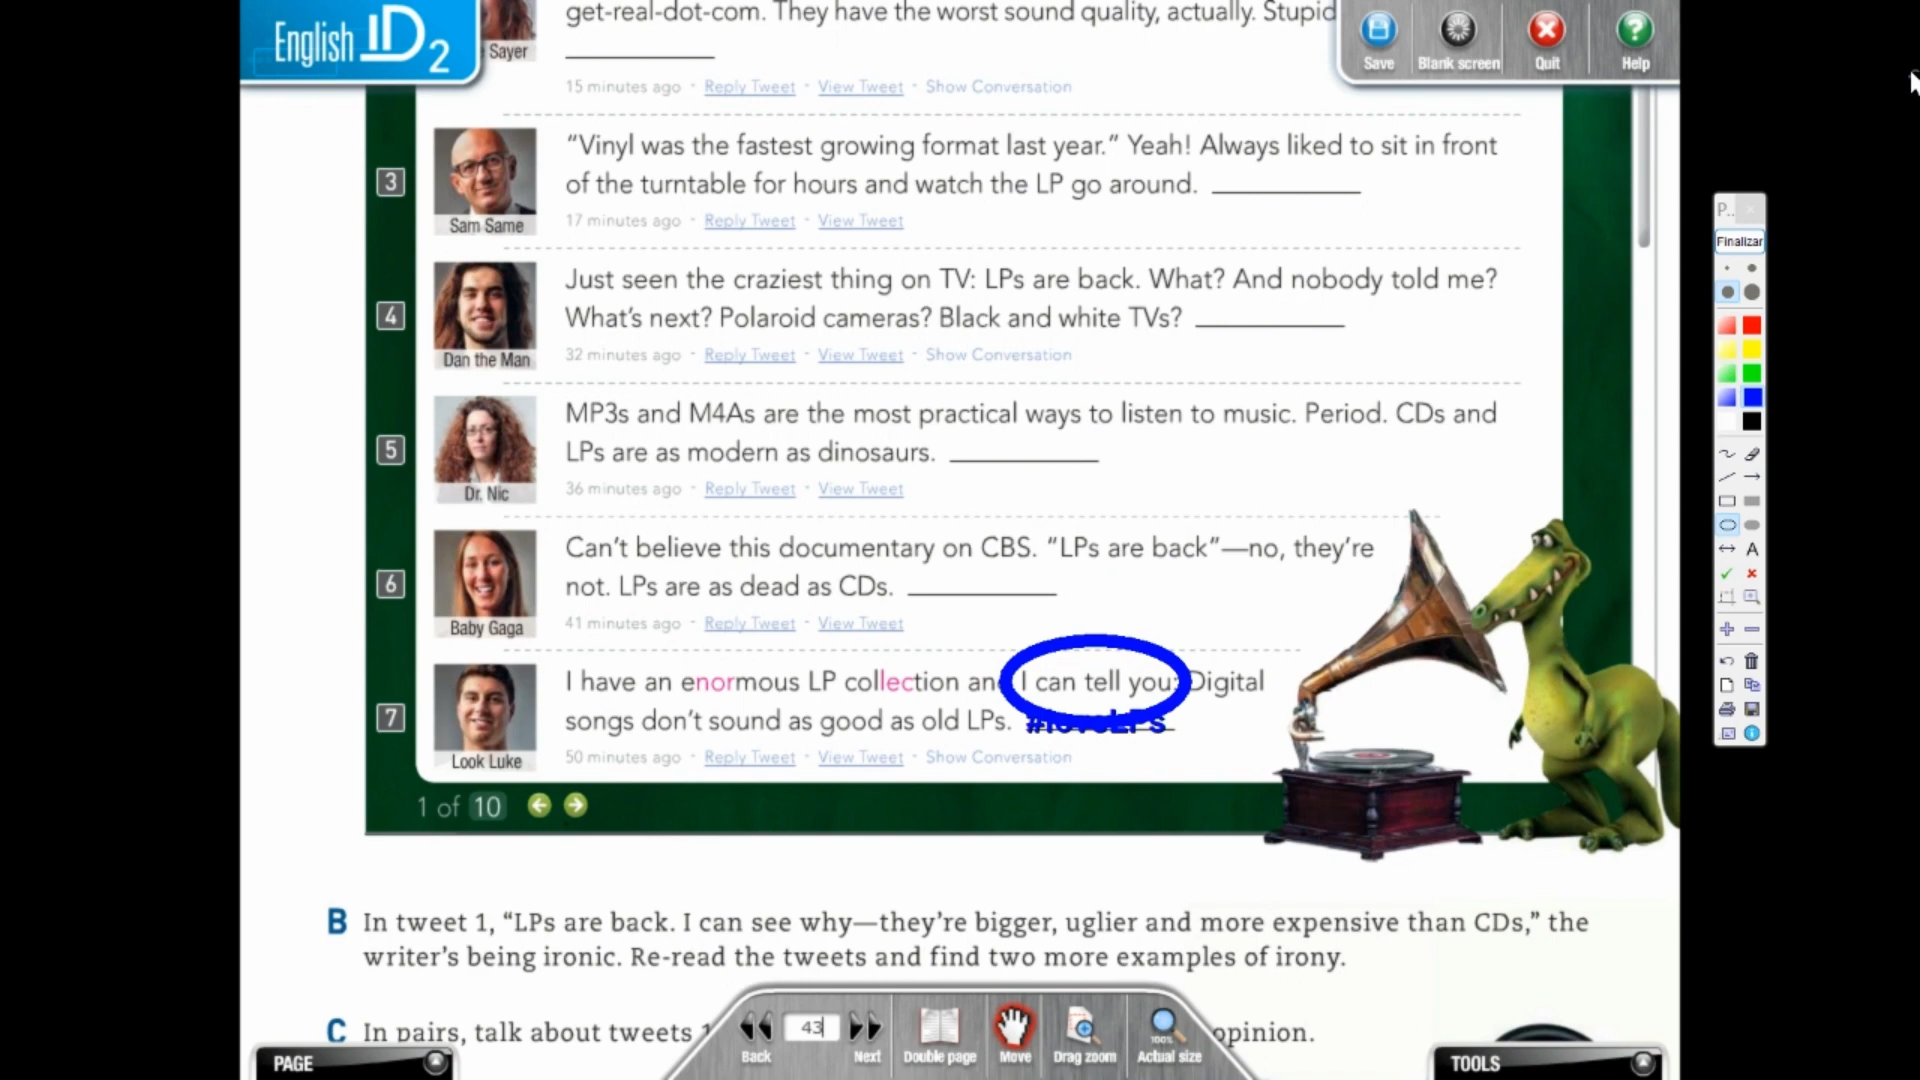 English ID 2
Sayer
get-real-dot-com. They have the worst sound quality, actually. Stupid
Save
Blank screen
Quit
Help
15 minutes ago · Reply Tweet · View Tweet · Show Conversation
3
Sam Same
“Vinyl was the fastest growing format last year.” Yeah! Always liked to sit in front
of the turntable for hours and watch the LP go around.
17 minutes ago · Reply Tweet · View Tweet
4
Dan the Man
Just seen the craziest thing on TV: LPs are back. What? And nobody told me?
What’s next? Polaroid cameras? Black and white TVs?
32 minutes ago · Reply Tweet · View Tweet · Show Conversation
5
Dr. Nic
MP3s and M4As are the most practical ways to listen to music. Period. CDs and
LPs are as modern as dinosaurs.
36 minutes ago · Reply Tweet · View Tweet
6
Baby Gaga
Can’t believe this documentary on CBS. “LPs are back”—no, they’re
not. LPs are as dead as CDs.
41 minutes ago · Reply Tweet · View Tweet
7
Look Luke
I have an enormous LP collection and I can tell you: Digital
songs don’t sound as good as old LPs. #loveLPs
50 minutes ago · Reply Tweet · View Tweet · Show Conversation
1 of 10
B In tweet 1, “LPs are back. I can see why—they’re bigger, uglier and more expensive than CDs,” the
writer’s being ironic. Re-read the tweets and find two more examples of irony.
C In pairs, talk about tweets opinion.
PAGE
Back
43
Next
Double page
Move
Drag zoom
100%
Actual size
TOOLS
P..
Finalizar
A